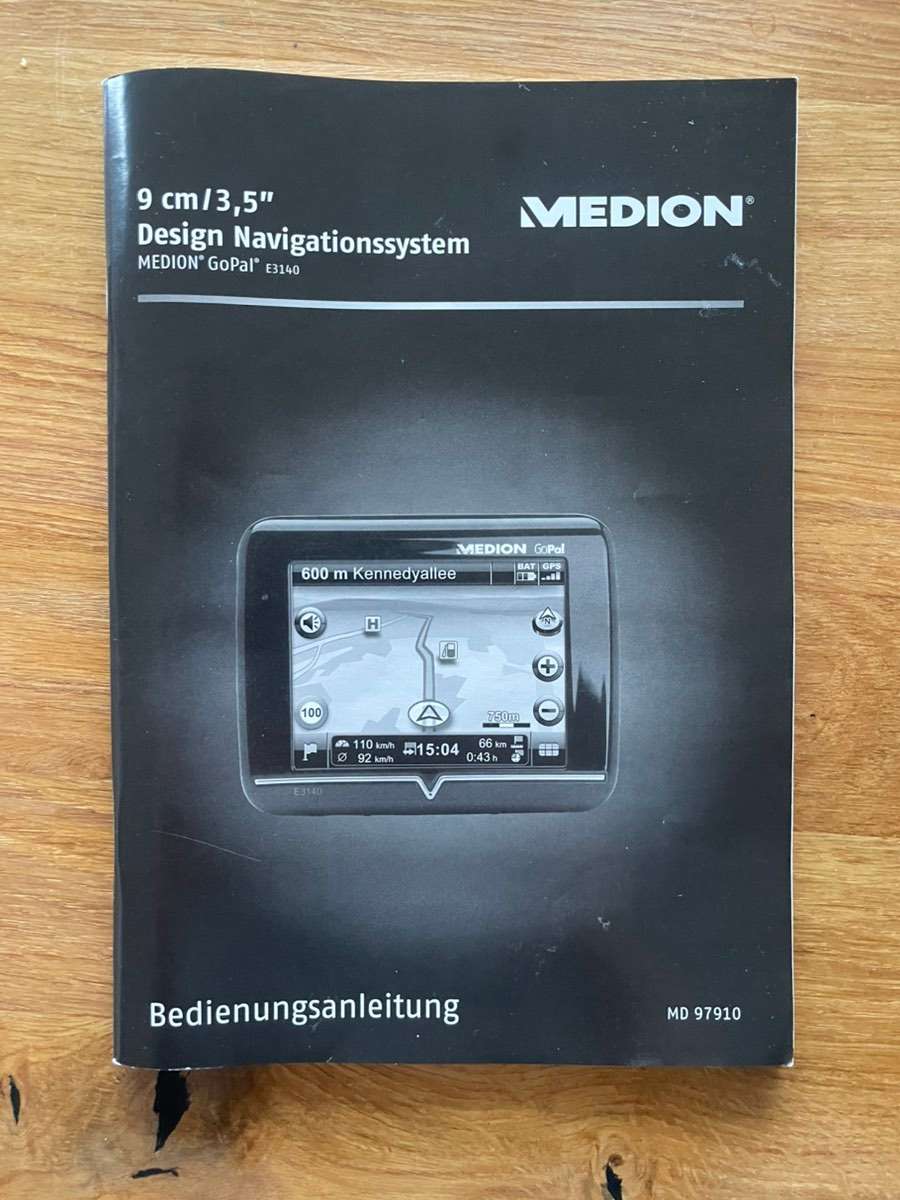 9 cm/3,5"
Design Navigationssystem
MEDION® GoPal® E3140
MEDION®
MEDION GoPal
600 m Kennedyallee
BAT GPS
H
N
100
750m
110 km/h
Ø 92 km/h
15:04
66 km
0:43 h
E3140
Bedienungsanleitung
MD 97910